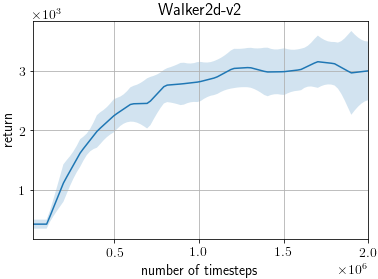 Walker2d-v2
×10³
3
2
1
return
0.5 1.0 1.5 2.0
number of timesteps
×10⁶